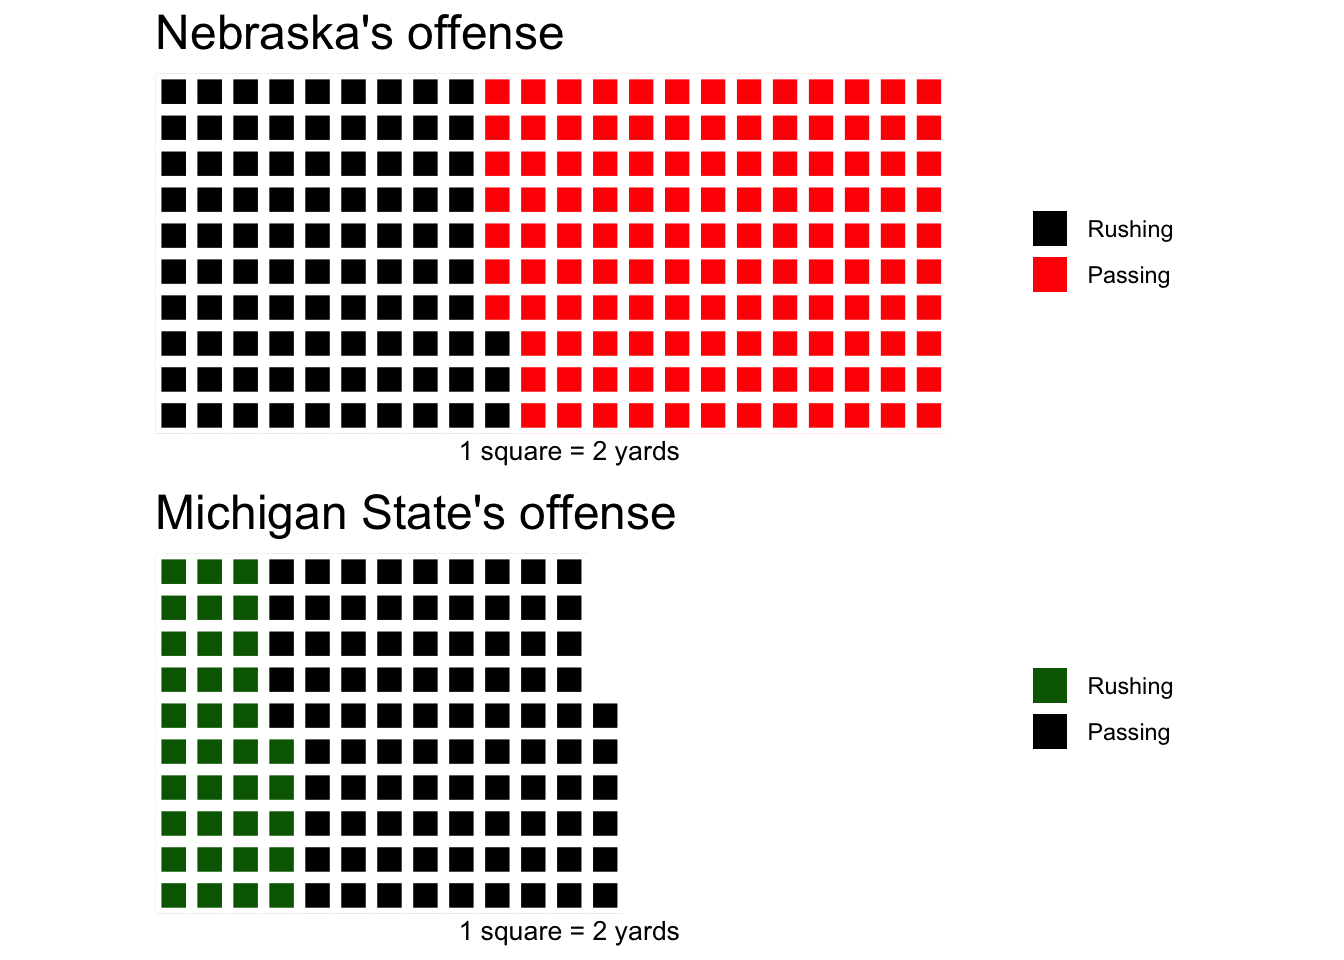 Nebraska's offense
Rushing
Passing
1 square = 2 yards
Michigan State's offense
Rushing
Passing
1 square = 2 yards